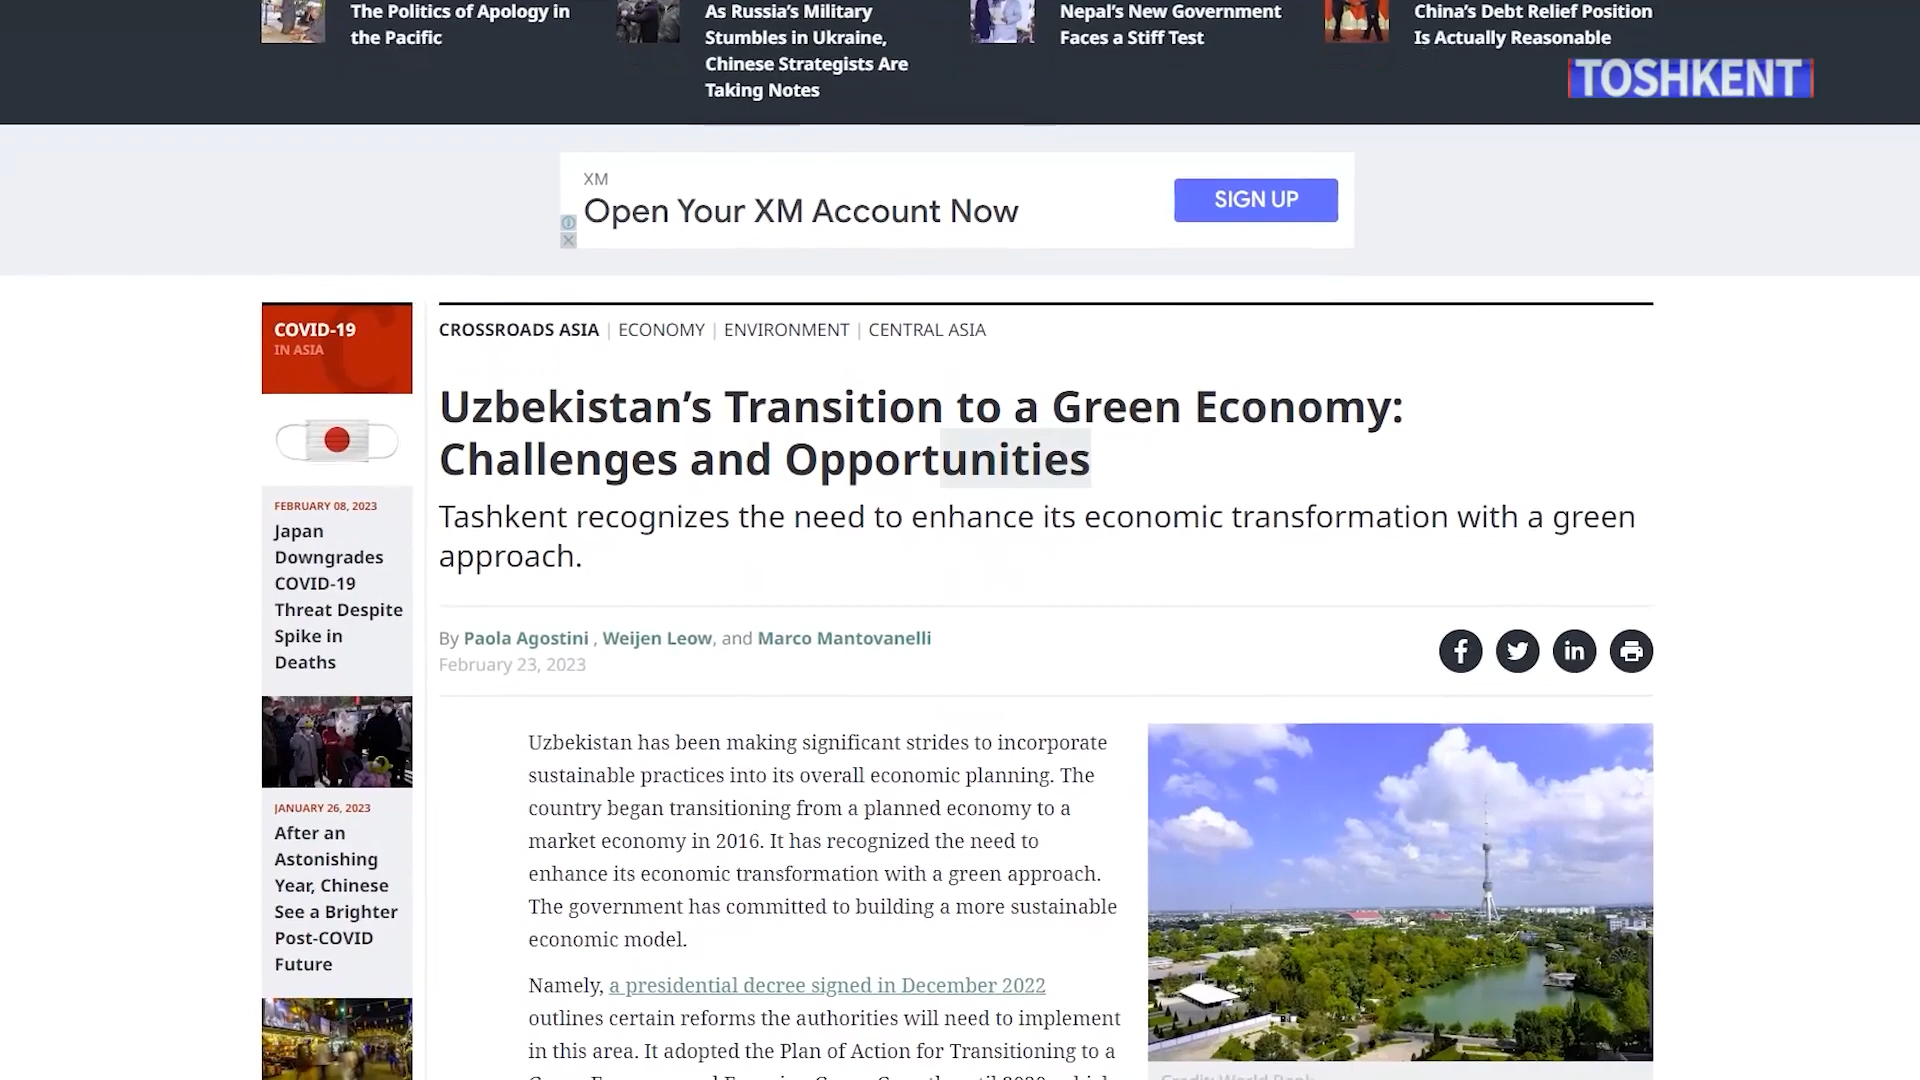 The Politics of Apology in
the Pacific
As Russia’s Military
Stumbles in Ukraine,
Chinese Strategists Are
Taking Notes
Nepal’s New Government
Faces a Stiff Test
China’s Debt Relief Position
Is Actually Reasonable
TOSHKENT
XM
Open Your XM Account Now
SIGN UP
COVID-19
IN ASIA
FEBRUARY 08, 2023
Japan
Downgrades
COVID-19
Threat Despite
Spike in
Deaths
JANUARY 26, 2023
After an
Astonishing
Year, Chinese
See a Brighter
Post-COVID
Future
CROSSROADS ASIA | ECONOMY | ENVIRONMENT | CENTRAL ASIA
Uzbekistan’s Transition to a Green Economy:
Challenges and Opportunities
Tashkent recognizes the need to enhance its economic transformation with a green
approach.
By Paola Agostini , Weijen Leow, and Marco Mantovanelli
February 23, 2023
Uzbekistan has been making significant strides to incorporate
sustainable practices into its overall economic planning. The
country began transitioning from a planned economy to a
market economy in 2016. It has recognized the need to
enhance its economic transformation with a green approach.
The government has committed to building a more sustainable
economic model.
Namely, a presidential decree signed in December 2022
outlines certain reforms the authorities will need to implement
in this area. It adopted the Plan of Action for Transitioning to a